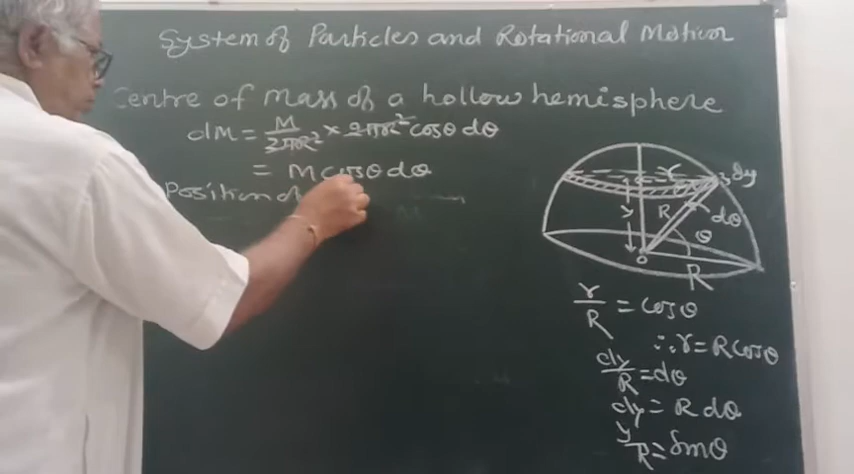 System of Particles and Rotational Motion
Centre of mass of a hollow hemisphere
dM = M/2πR² × 2πR² cosθ dθ
= M cosθ dθ
Position of
r
dy
y
R
dθ
θ
O
R
r/R = cosθ
∴ r = R cosθ
dy/R = dθ
dy = R dθ
y/R = Sinθ